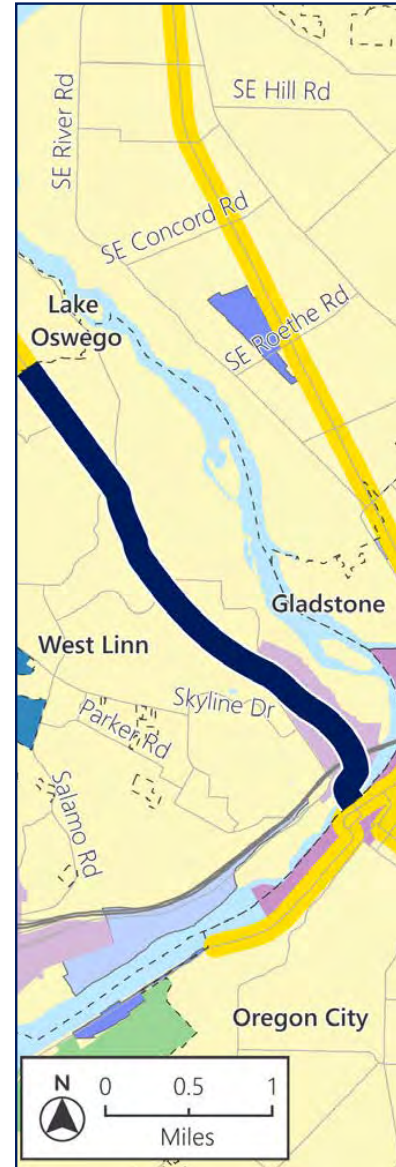 SE Hill Rd
SE River Rd
SE Concord Rd
Lake
Oswego
SE Roethe Rd
Gladstone
West Linn
Skyline Dr
Parker Rd
Salamo Rd
Oregon City
N
0 0.5 1
Miles